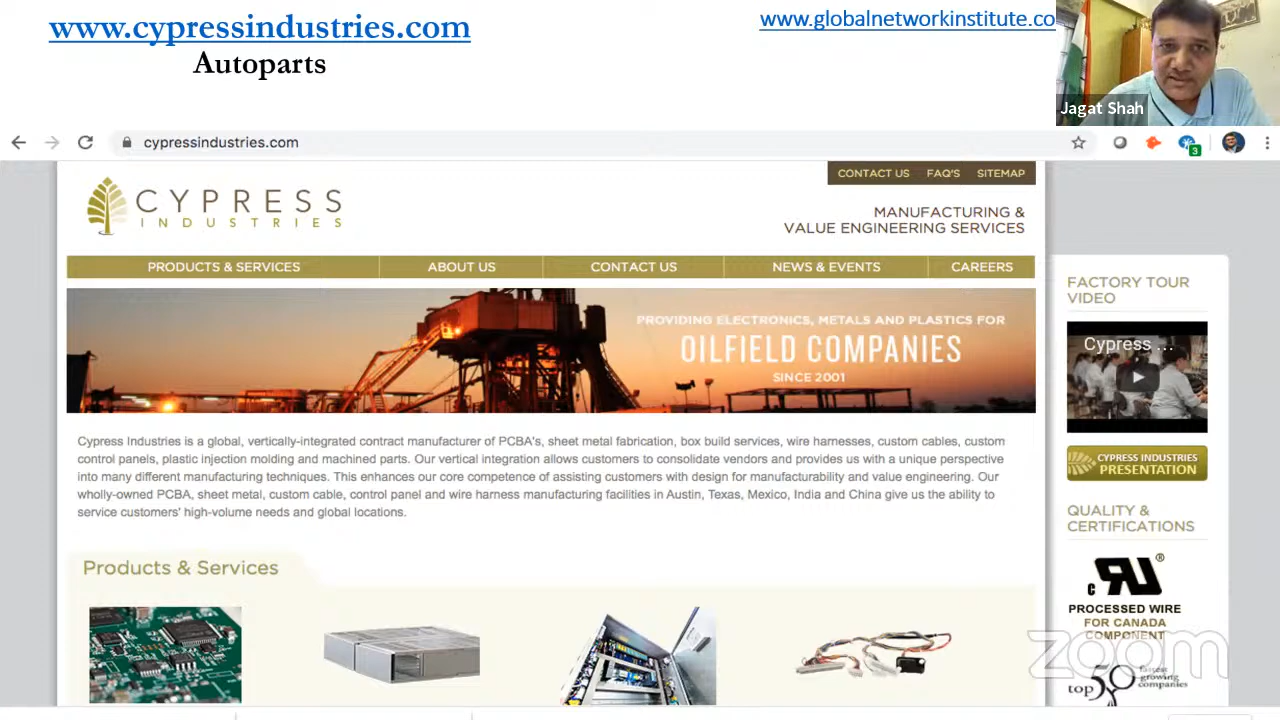 www.cypressindustries.com
Autoparts
www.globalnetworkinstitute.co
Jagat Shah
cypressindustries.com
3
CONTACT US FAQ'S SITEMAP
CYPRESS
INDUSTRIES
MANUFACTURING &
VALUE ENGINEERING SERVICES
PRODUCTS & SERVICES ABOUT US CONTACT US NEWS & EVENTS CAREERS
PROVIDING ELECTRONICS, METALS AND PLASTICS FOR
OILFIELD COMPANIES
SINCE 2001
Cypress Industries is a global, vertically-integrated contract manufacturer of PCBA's, sheet metal fabrication, box build services, wire harnesses, custom cables, custom
control panels, plastic injection molding and machined parts. Our vertical integration allows customers to consolidate vendors and provides us with a unique perspective
into many different manufacturing techniques. This enhances our core competence of assisting customers with design for manufacturability and value engineering. Our
wholly-owned PCBA, sheet metal, custom cable, control panel and wire harness manufacturing facilities in Austin, Texas, Mexico, India and China give us the ability to
service customers' high-volume needs and global locations.
Products & Services
FACTORY TOUR
VIDEO
Cypress ...
CYPRESS INDUSTRIES
PRESENTATION
QUALITY &
CERTIFICATIONS
c RU ®
PROCESSED WIRE
FOR CANADA
COMPONENT
zoom
top 50 fastest
growing
companies